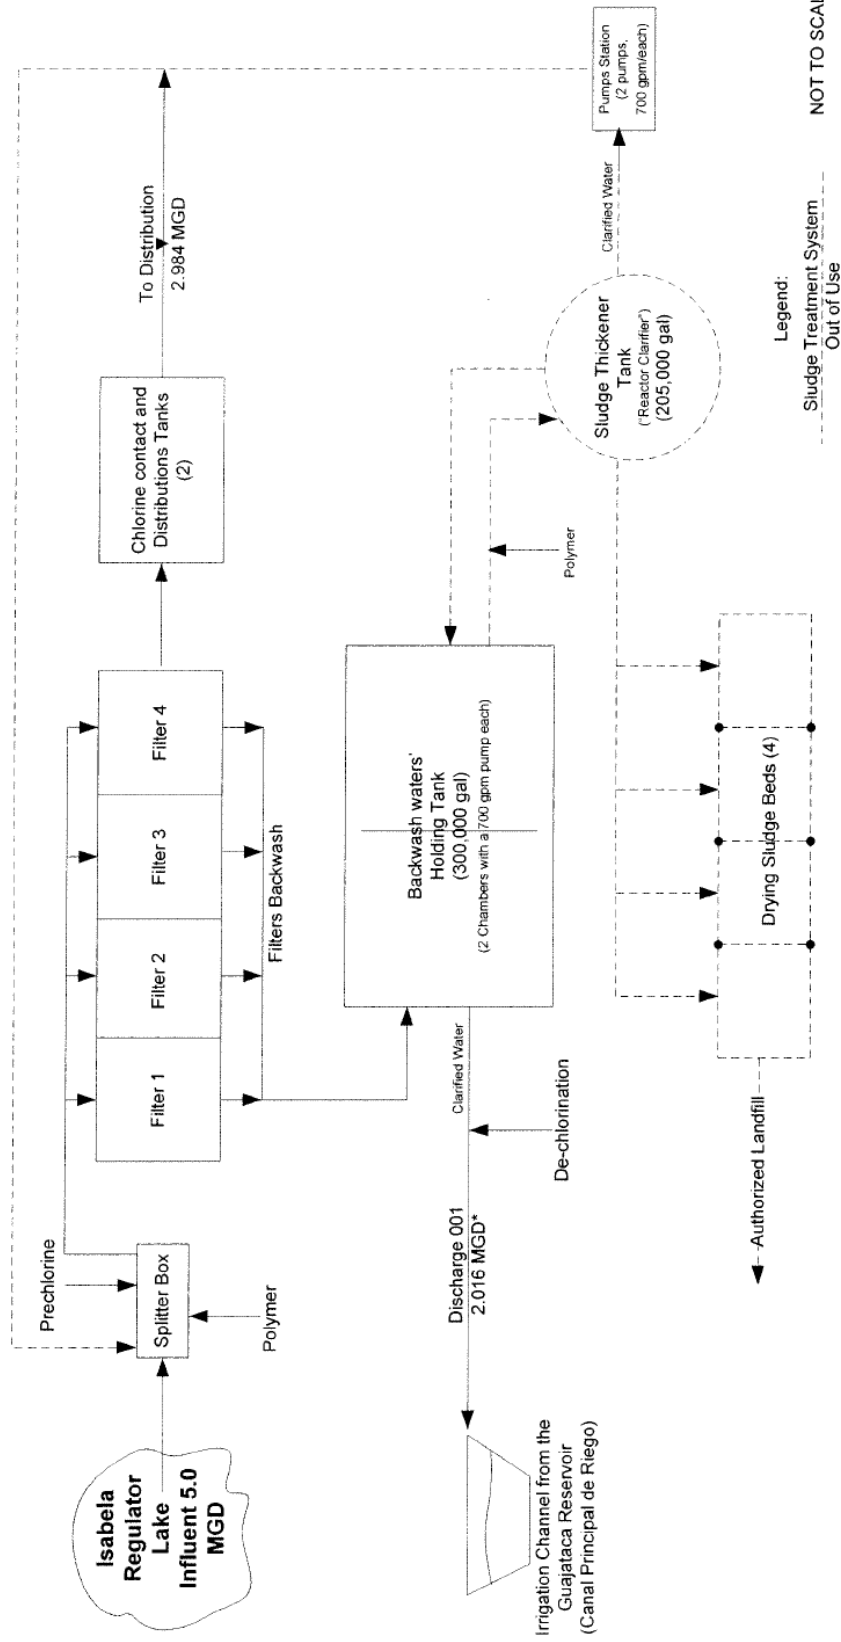 Isabela
Regulator
Lake
Influent 5.0
MGD
Prechlorine
Splitter Box
Polymer
Filter 1
Filter 2
Filter 3
Filter 4
Filters Backwash
Chlorine contact and
Distributions Tanks
(2)
To Distribution
2.984 MGD
Irrigation Channel from the
Guajataca Reservoir
(Canal Principal de Riego)
Discharge 001
2.016 MGD*
Clarified Water
De-chlorination
Backwash waters'
Holding Tank
(300,000 gal)
(2 Chambers with a 700 gpm pump each)
Polymer
Sludge Thickener
Tank
("Reactor Clarifier")
(205,000 gal)
Clarified Water
Pumps Station
(2 pumps,
700 gpm/each)
Authorized Landfill
Drying Sludge Beds (4)
Legend:
Sludge Treatment System
Out of Use
NOT TO SCAL